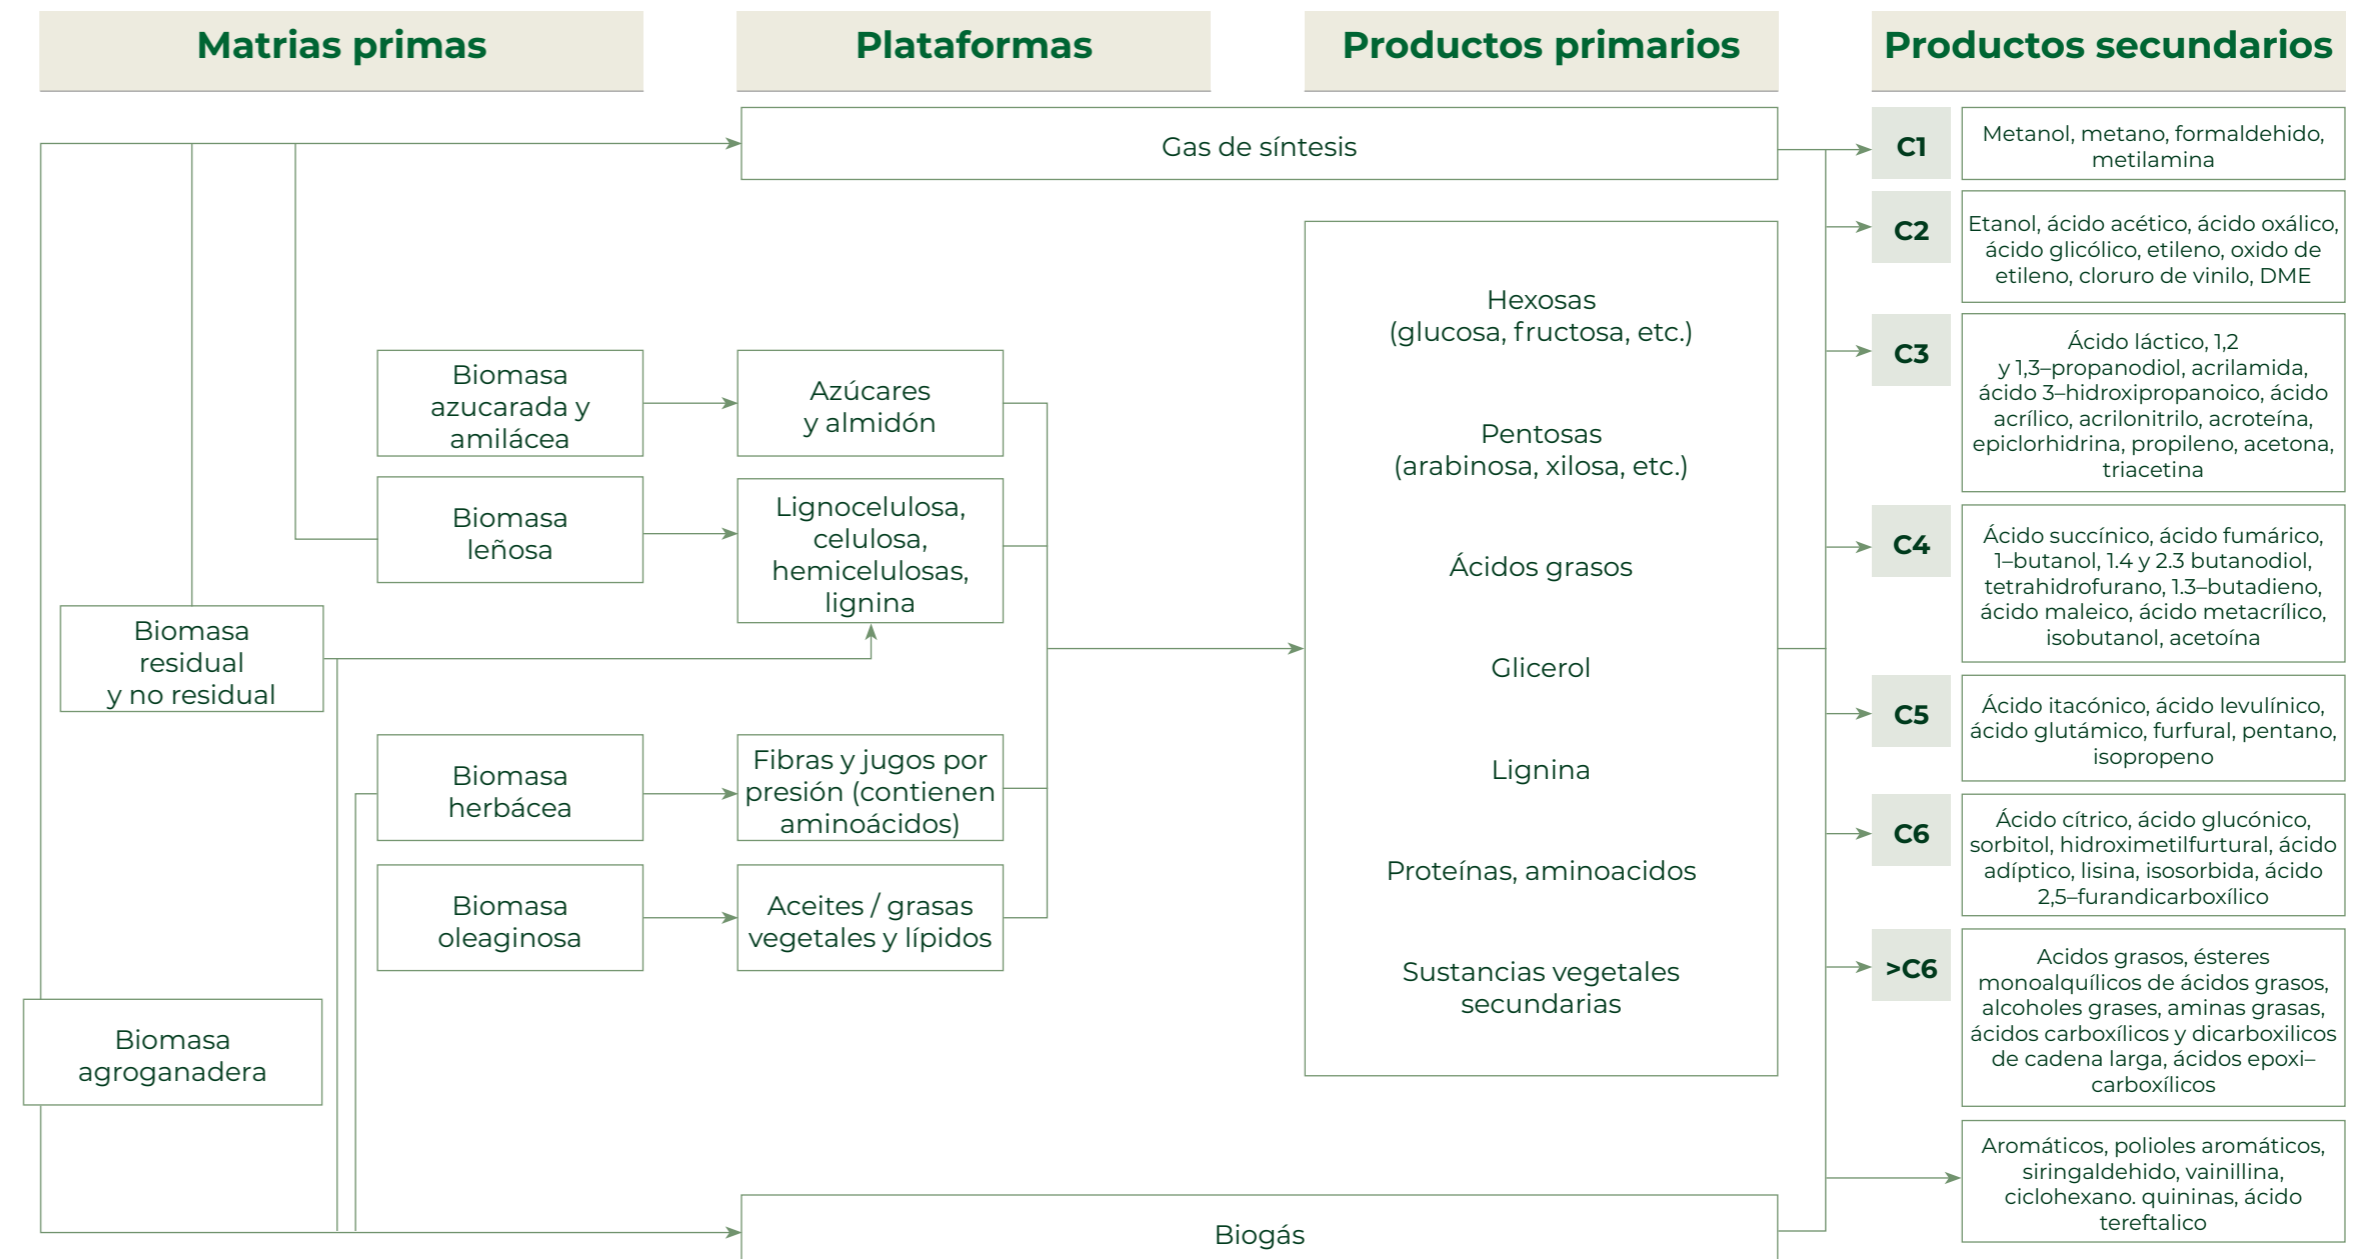 Matrias primas
Plataformas
Productos primarios
Productos secundarios
Gas de síntesis
C1
Metanol, metano, formaldehido,
metilamina
C2
Etanol, ácido acético, ácido oxálico,
ácido glicólico, etileno, oxido de
etileno, cloruro de vinilo, DME
Hexosas
(glucosa, fructosa, etc.)
C3
Ácido láctico, 1,2
y 1,3–propanodiol, acrilamida,
ácido 3–hidroxipropanoico, ácido
acrílico, acrilonitrilo, acroteína,
epiclorhidrina, propileno, acetona,
triacetina
Biomasa
azucarada y
amilácea
Azúcares
y almidón
Pentosas
(arabinosa, xilosa, etc.)
Biomasa
leñosa
Lignocelulosa,
celulosa,
hemicelulosas,
lignina
Ácidos grasos
C4
Ácido succínico, ácido fumárico,
1–butanol, 1.4 y 2.3 butanodiol,
tetrahidrofurano, 1.3–butadieno,
ácido maleico, ácido metacrílico,
isobutanol, acetoína
Biomasa
residual
y no residual
Glicerol
C5
Ácido itacónico, ácido levulínico,
ácido glutámico, furfural, pentano,
isopropeno
Biomasa
herbácea
Fibras y jugos por
presión (contienen
aminoácidos)
Lignina
C6
Ácido cítrico, ácido glucónico,
sorbitol, hidroximetilfurtural, ácido
adíptico, lisina, isosorbida, ácido
2,5–furandicarboxílico
Biomasa
oleaginosa
Aceites / grasas
vegetales y lípidos
Proteínas, aminoacidos
Sustancias vegetales
secundarias
>C6
Acidos grasos, ésteres
monoalquílicos de ácidos grasos,
alcoholes grases, aminas grasas,
ácidos carboxílicos y dicarboxilicos
de cadena larga, ácidos epoxi–
carboxílicos
Biomasa
agroganadera
Aromáticos, polioles aromáticos,
siringaldehido, vainillina,
ciclohexano. quininas, ácido
tereftalico
Biogás